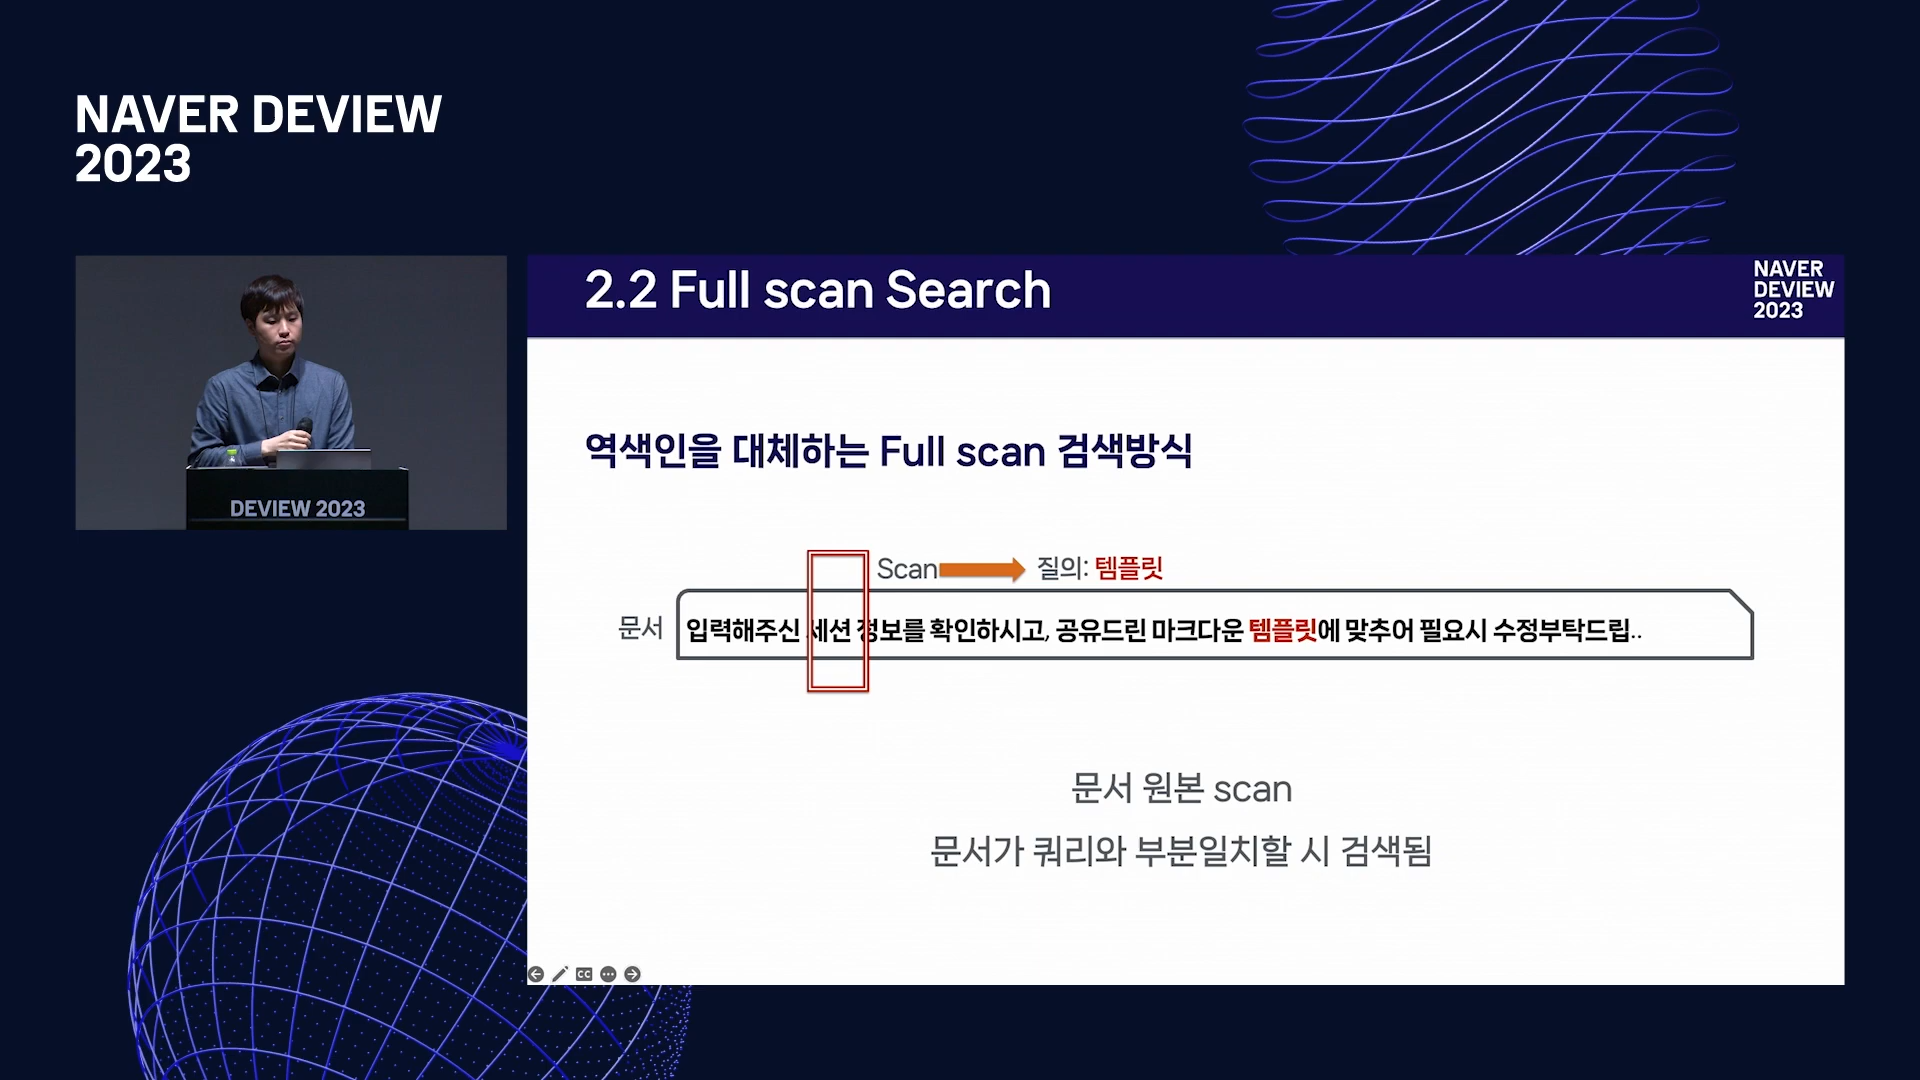 NAVER DEVIEW
2023
DEVIEW 2023
2.2 Full scan Search
NAVER
DEVIEW
2023
역색인을 대체하는 Full scan 검색방식
Scan
질의: 템플릿
문서
입력해주신 세션 정보를 확인하시고, 공유드린 마크다운 템플릿에 맞추어 필요시 수정부탁드립..
문서 원본 scan
문서가 쿼리와 부분일치할 시 검색됨
CC